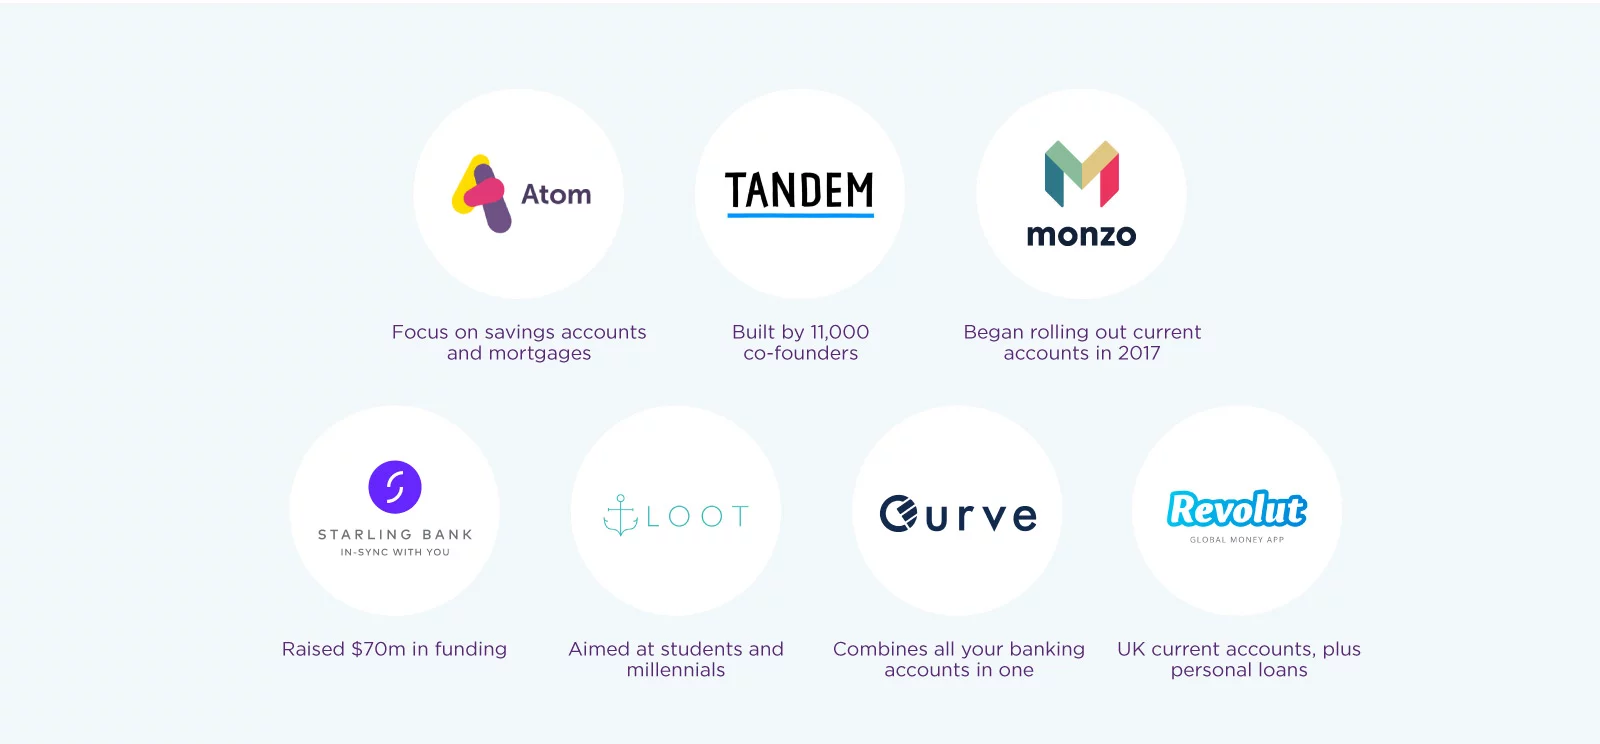 Atom
TANDEM
monzo
Focus on savings accounts
and mortgages
Built by 11,000
co-founders
Began rolling out current
accounts in 2017
STARLING BANK
IN-SYNC WITH YOU
LOOT
Curve
Revolut
GLOBAL MONEY APP
Raised $70m in funding
Aimed at students and
millennials
Combines all your banking
accounts in one
UK current accounts, plus
personal loans